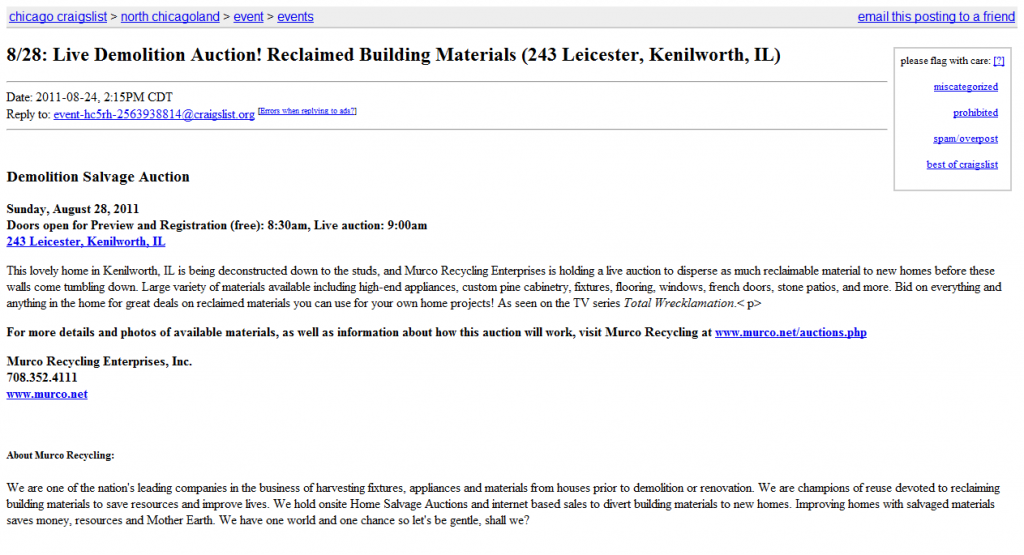 chicago craigslist > north chicagoland > event > events
email this posting to a friend
8/28: Live Demolition Auction! Reclaimed Building Materials (243 Leicester, Kenilworth, IL)
please flag with care: [?]
miscategorized
prohibited
spam/overpost
best of craigslist
Date: 2011-08-24, 2:15PM CDT
Reply to: event-hc5rh-2563938814@craigslist.org [Errors when replying to ads?]
Demolition Salvage Auction
Sunday, August 28, 2011
Doors open for Preview and Registration (free): 8:30am, Live auction: 9:00am
243 Leicester, Kenilworth, IL
This lovely home in Kenilworth, IL is being deconstructed down to the studs, and Murco Recycling Enterprises is holding a live auction to disperse as much reclaimable material to new homes before these
walls come tumbling down. Large variety of materials available including high-end appliances, custom pine cabinetry, fixtures, flooring, windows, french doors, stone patios, and more. Bid on everything and
anything in the home for great deals on reclaimed materials you can use for your own home projects! As seen on the TV series Total Wrecklamation.< p>
For more details and photos of available materials, as well as information about how this auction will work, visit Murco Recycling at www.murco.net/auctions.php
Murco Recycling Enterprises, Inc.
708.352.4111
www.murco.net
About Murco Recycling:
We are one of the nation's leading companies in the business of harvesting fixtures, appliances and materials from houses prior to demolition or renovation. We are champions of reuse devoted to reclaiming
building materials to save resources and improve lives. We hold onsite Home Salvage Auctions and internet based sales to divert building materials to new homes. Improving homes with salvaged materials
saves money, resources and Mother Earth. We have one world and one chance so let's be gentle, shall we?